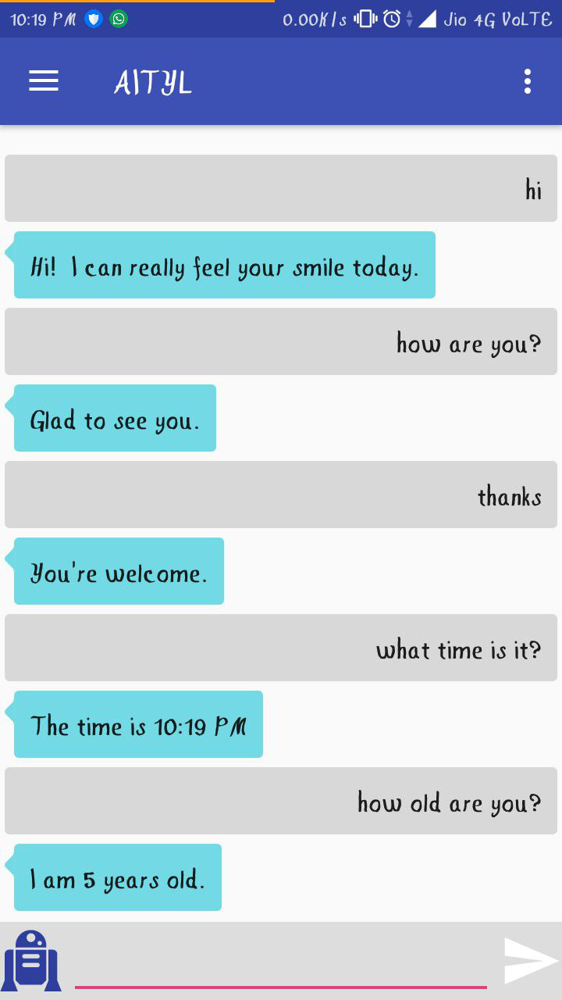 10:19 PM 0.00K/s Jio 4G VoLTE
AITYL
hi
Hi!  I can really feel your smile today.
how are you?
Glad to see you.
thanks
You're welcome.
what time is it?
The time is 10:19 PM
how old are you?
I am 5 years old.